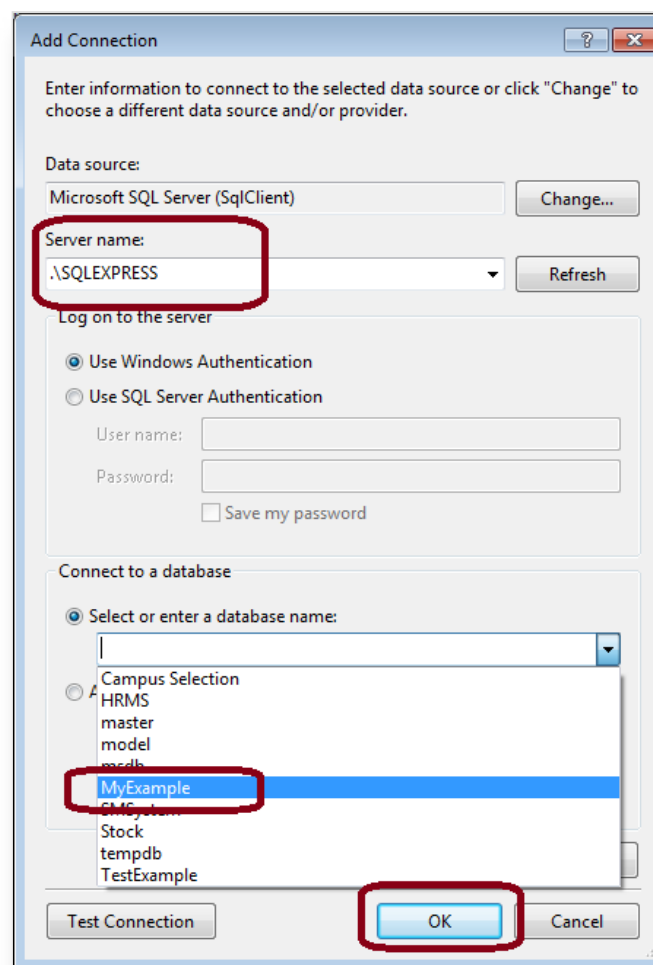 Add Connection
Enter information to connect to the selected data source or click "Change" to
choose a different data source and/or provider.
Data source:
Microsoft SQL Server (SqlClient)
Change...
Server name:
.\SQLEXPRESS
Refresh
Log on to the server
Use Windows Authentication
Use SQL Server Authentication
User name:
Password:
Save my password
Connect to a database
Select or enter a database name:
Campus Selection
A
HRMS
master
model
msdb
MyExample
SMSystem
Stock
tempdb
TestExample
Test Connection
OK
Cancel